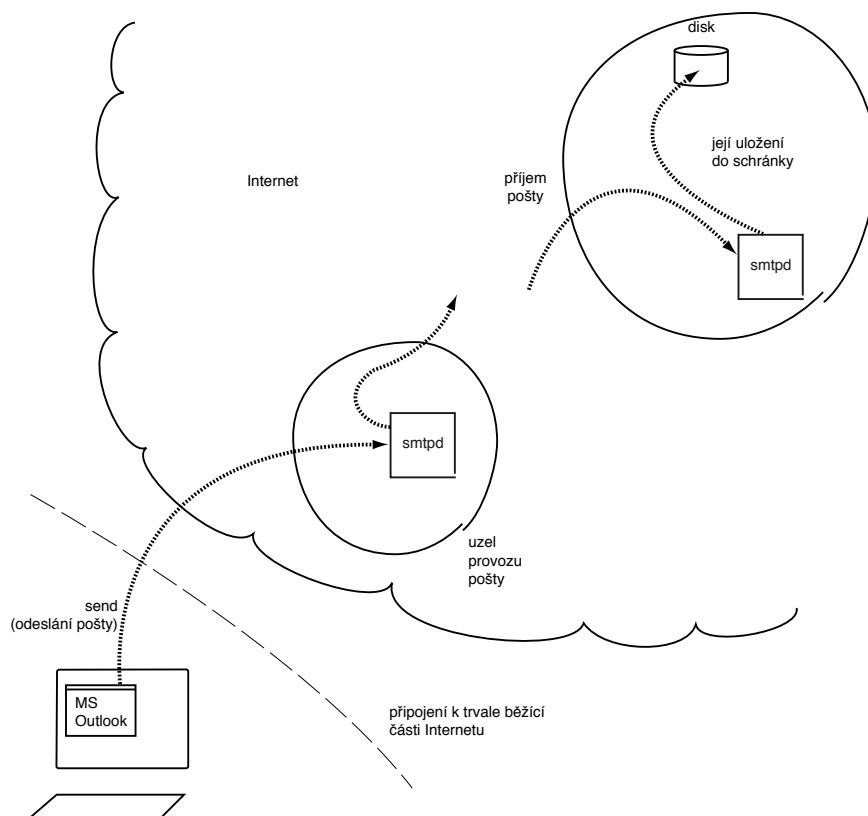 disk
její uložení
do schránky
Internet
příjem
pošty
smtpd
smtpd
uzel
provozu
pošty
send
(odeslání pošty)
MS
Outlook
připojení k trvale běžící
části Internetu